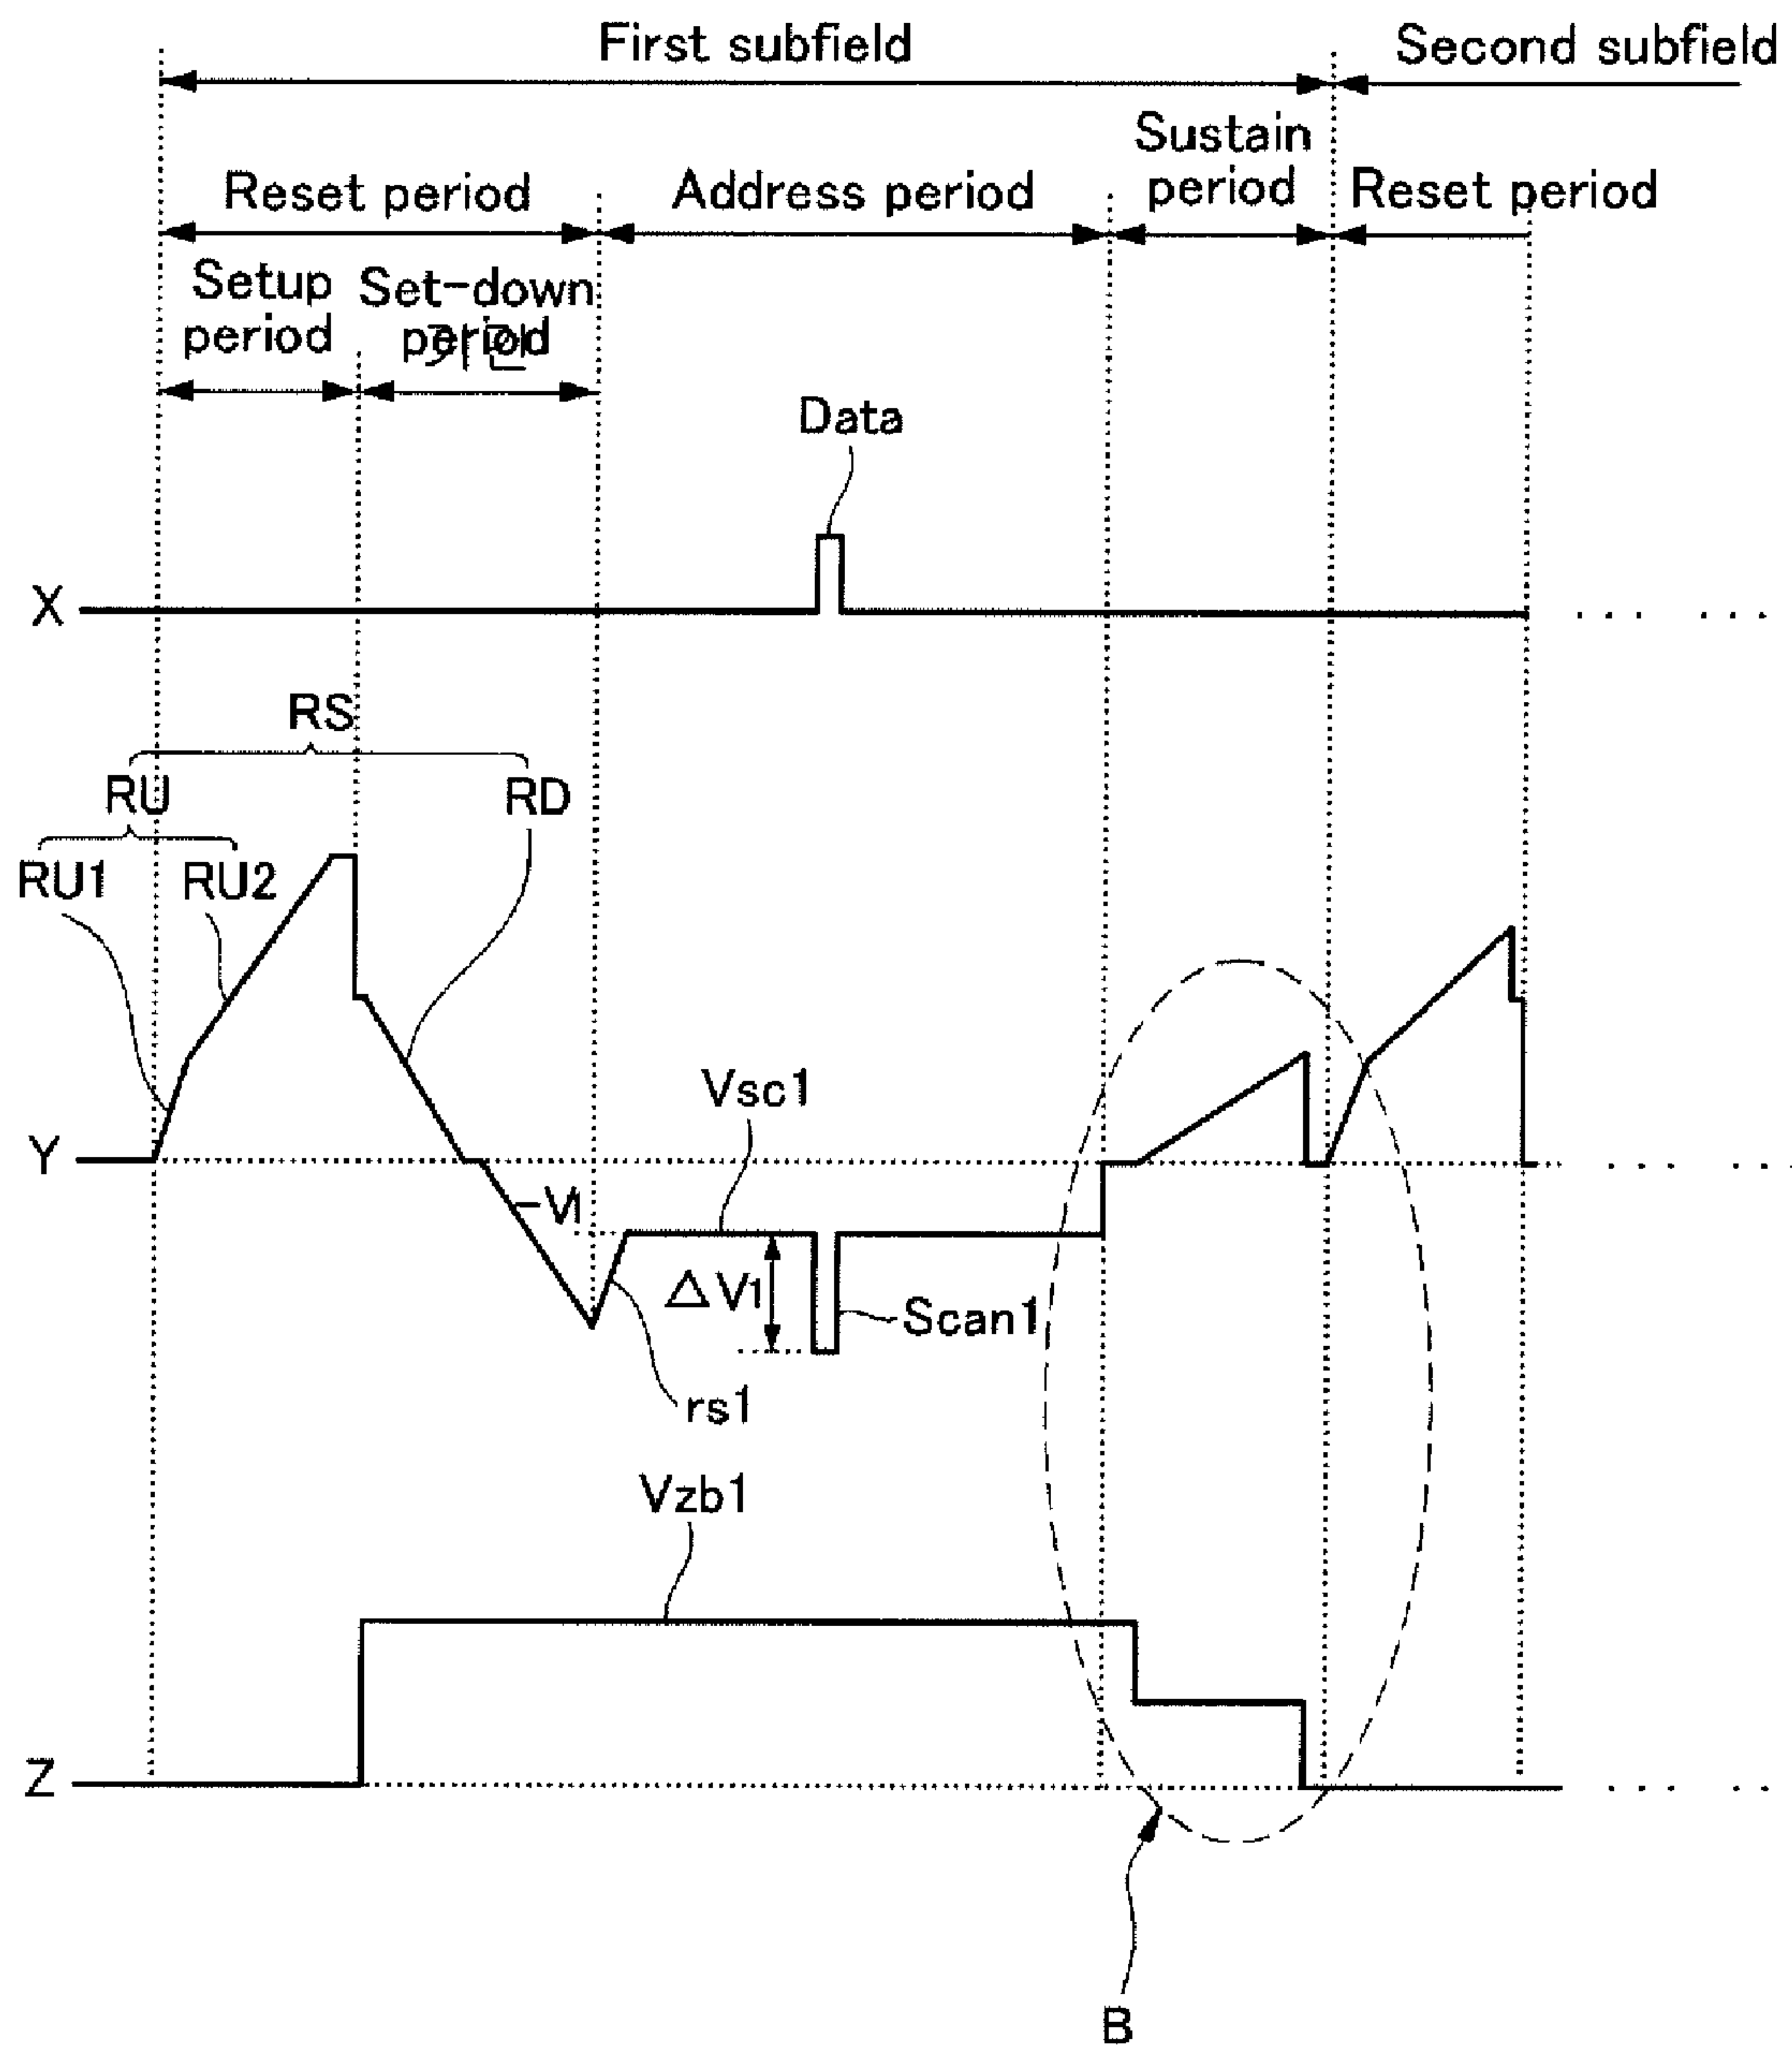 First subfield
Second subfield
Sustain
period
Reset period
Address period
Reset period
Setup
period
Set-down
period
Data
X
RS
RU
RD
RU1
RU2
Vsc1
Y
-V1
ΔV1
Scan1
rs1
Vzb1
Z
B